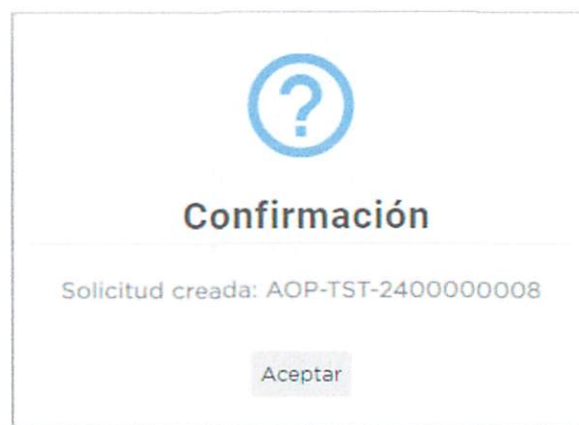 ?
Confirmación
Solicitud creada: AOP-TST-2400000008
Aceptar